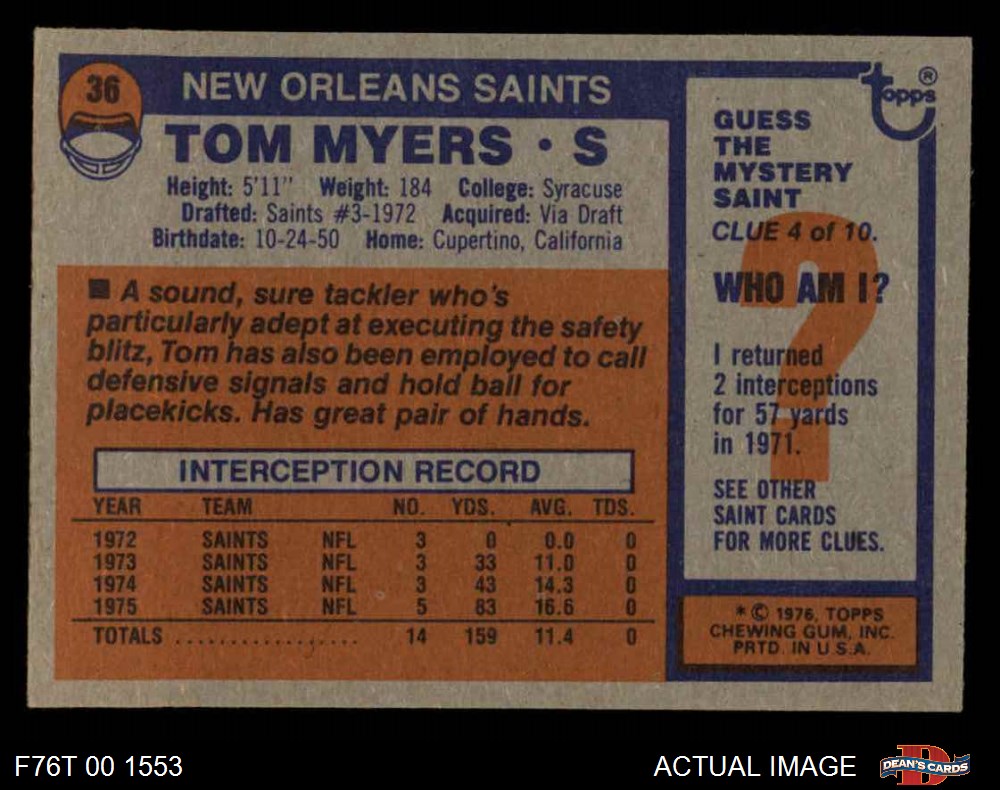 36
NEW ORLEANS SAINTS
TOM MYERS • S
Height: 5'11" Weight: 184 College: Syracuse
Drafted: Saints #3-1972 Acquired: Via Draft
Birthdate: 10-24-50 Home: Cupertino, California
■ A sound, sure tackler who's
particularly adept at executing the safety
blitz, Tom has also been employed to call
defensive signals and hold ball for
placekicks. Has great pair of hands.
INTERCEPTION RECORD
YEAR TEAM NO. YDS. AVG. TDS.
1972 SAINTS NFL 3 0 0.0 0
1973 SAINTS NFL 3 33 11.0 0
1974 SAINTS NFL 3 43 14.3 0
1975 SAINTS NFL 5 83 16.6 0
TOTALS .................. 14 159 11.4 0
topps ®
GUESS
THE
MYSTERY
SAINT
CLUE 4 of 10.
?
WHO AM I?
I returned
2 interceptions
for 57 yards
in 1971.
SEE OTHER
SAINT CARDS
FOR MORE CLUES.
* © 1976, TOPPS
CHEWING GUM, INC.
PRTD. IN U.S.A.
F76T 00 1553
ACTUAL IMAGE
D
DEAN'S CARDS